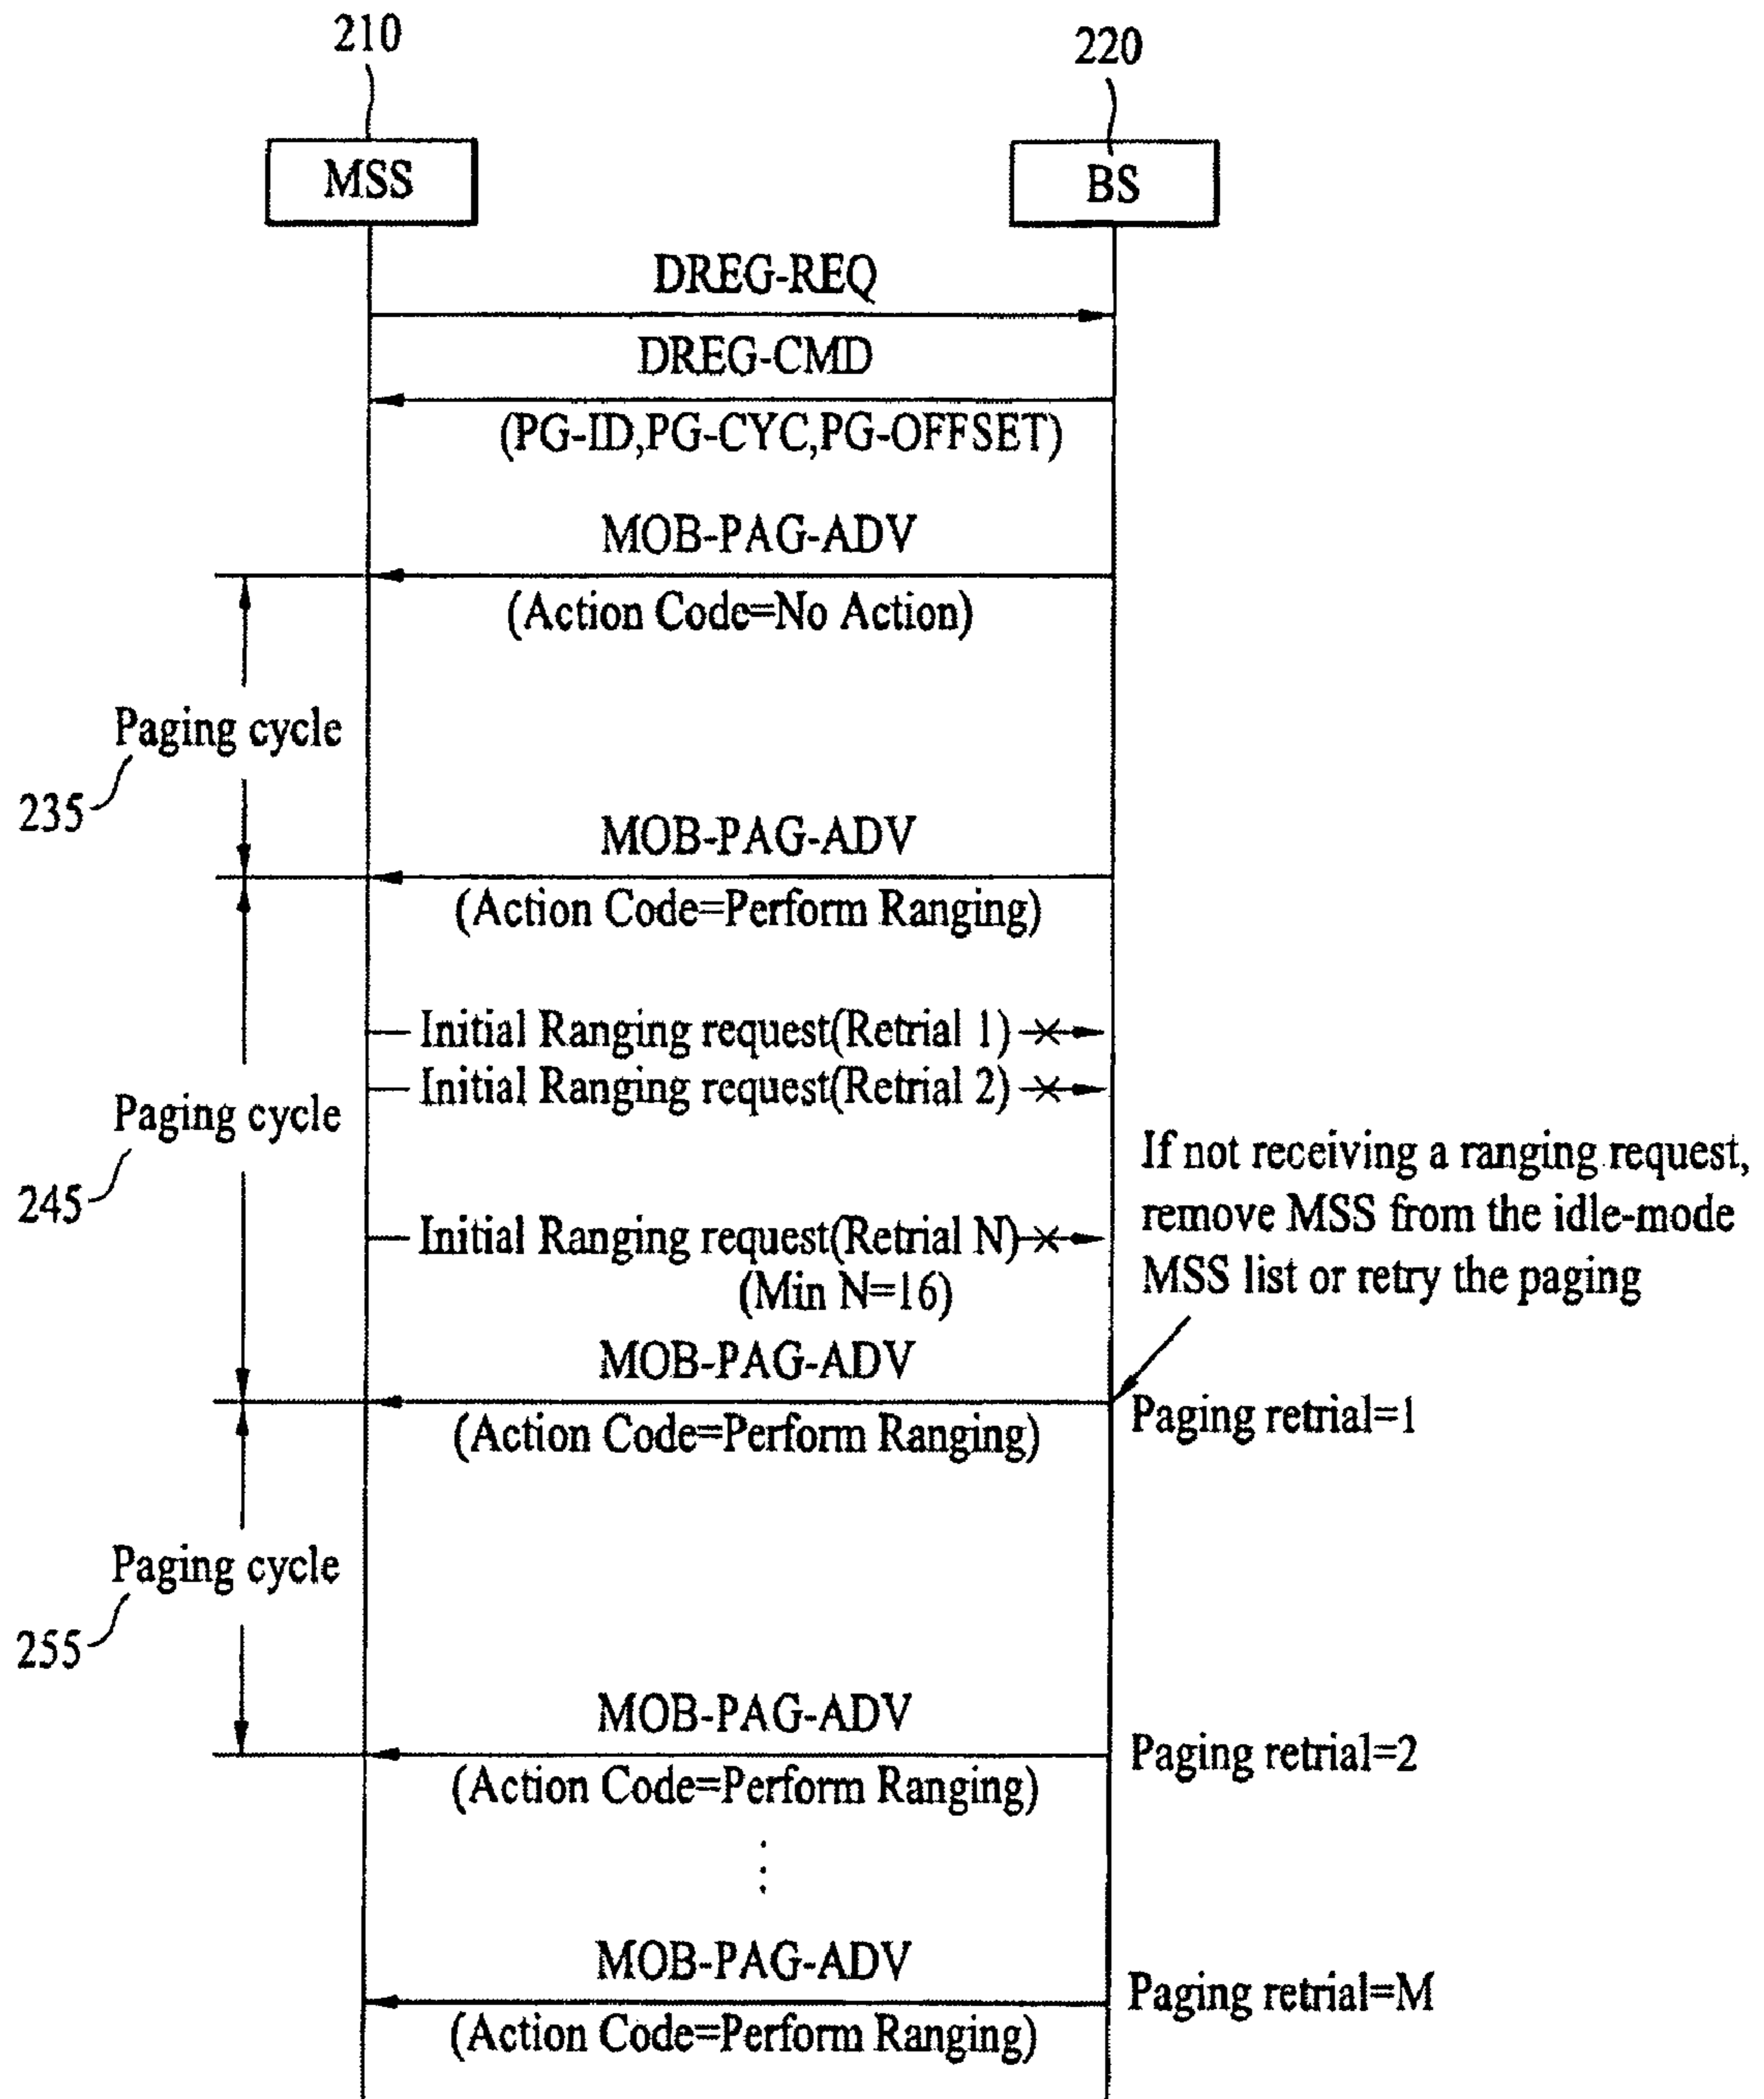 210
220
MSS
BS
DREG-REQ
DREG-CMD
(PG-ID,PG-CYC,PG-OFFSET)
MOB-PAG-ADV
(Action Code=No Action)
Paging cycle
235
MOB-PAG-ADV
(Action Code=Perform Ranging)
Initial Ranging request(Retrial 1)
Initial Ranging request(Retrial 2)
Paging cycle
245
If not receiving a ranging request,
remove MSS from the idle-mode
MSS list or retry the paging
Initial Ranging request(Retrial N)
(Min N=16)
MOB-PAG-ADV
(Action Code=Perform Ranging)
Paging retrial=1
Paging cycle
255
MOB-PAG-ADV
(Action Code=Perform Ranging)
Paging retrial=2
MOB-PAG-ADV
(Action Code=Perform Ranging)
Paging retrial=M